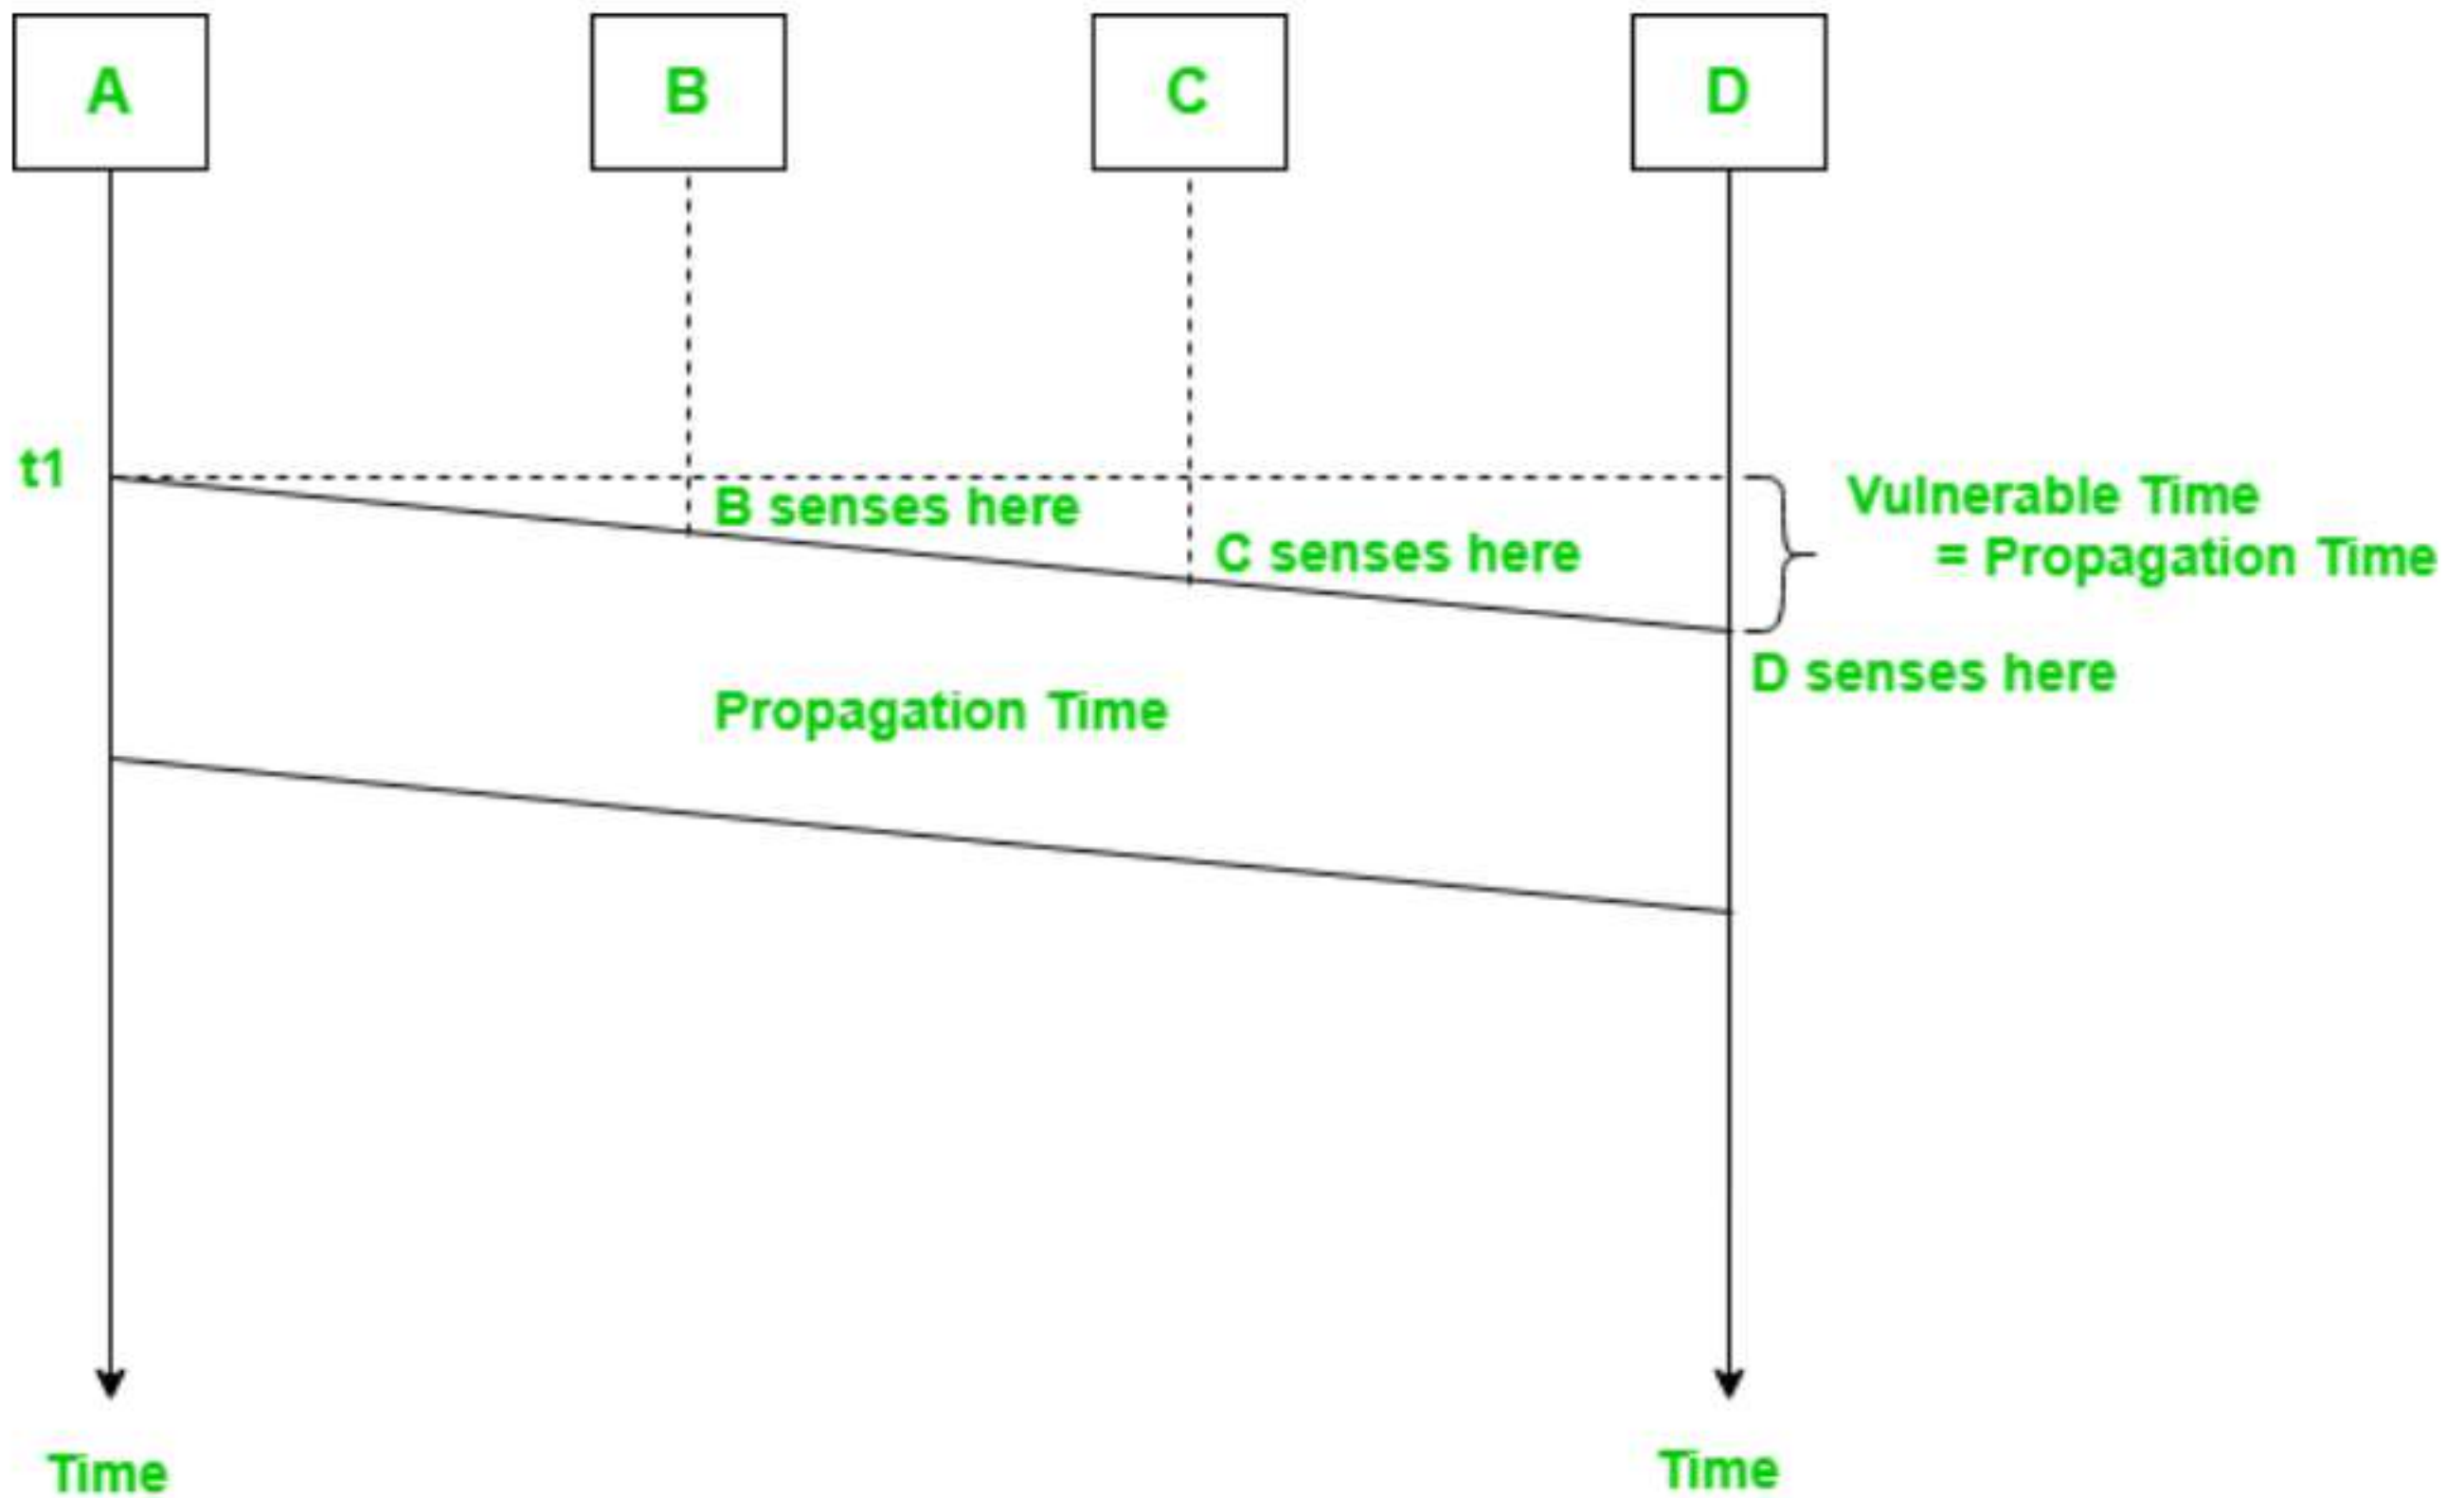 A
B
C
D
t1
B senses here
C senses here
Vulnerable Time
= Propagation Time
D senses here
Propagation Time
Time
Time